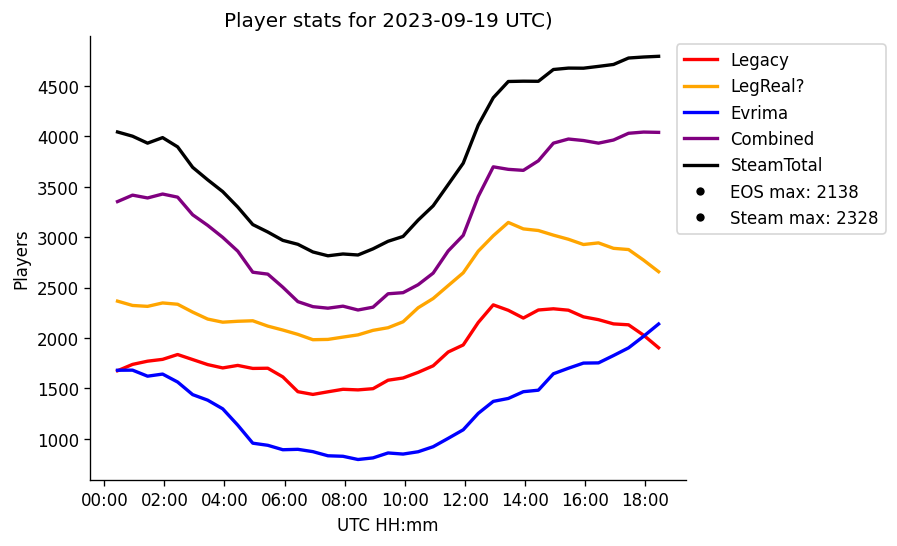 Player stats for 2023-09-19 UTC)
Players
4500
4000
3500
3000
2500
2000
1500
1000
00:00 02:00 04:00 06:00 08:00 10:00 12:00 14:00 16:00 18:00
UTC HH:mm
Legacy
LegReal?
Evrima
Combined
SteamTotal
EOS max: 2138
Steam max: 2328